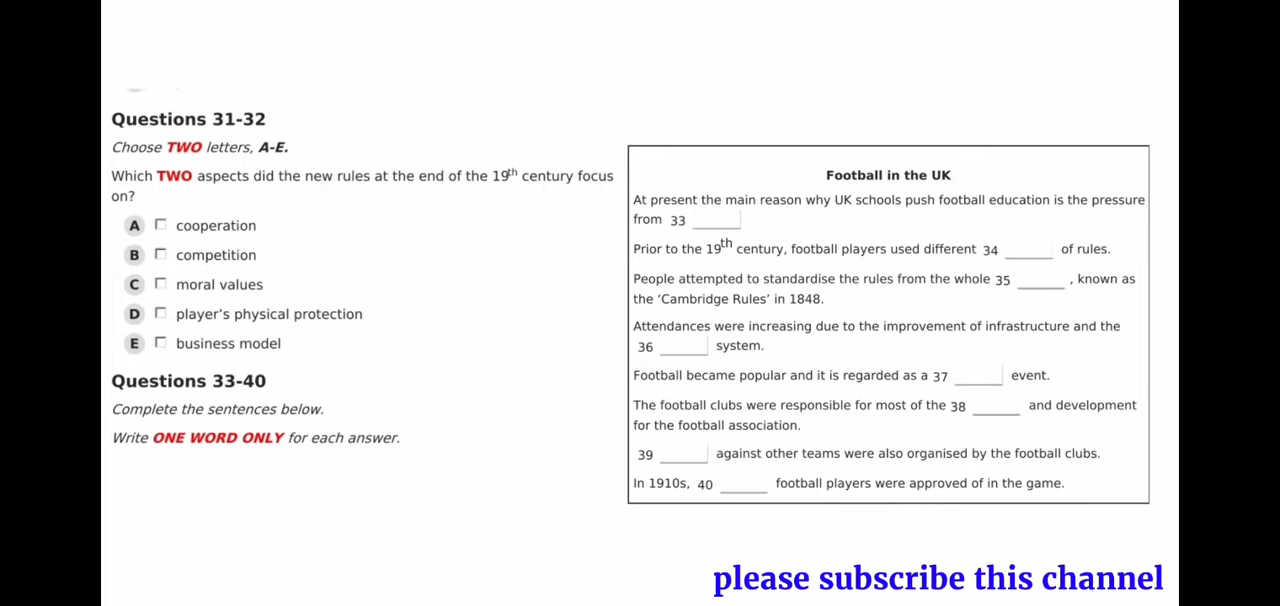 Questions 31-32
Choose TWO letters, A-E.
Which TWO aspects did the new rules at the end of the 19th century focus
on?
A cooperation
B competition
C moral values
D player's physical protection
E business model
Questions 33-40
Complete the sentences below.
Write ONE WORD ONLY for each answer.
Football in the UK
At present the main reason why UK schools push football education is the pressure
from 33 ______
Prior to the 19th century, football players used different 34 ______ of rules.
People attempted to standardise the rules from the whole 35 ______ , known as
the ‘Cambridge Rules’ in 1848.
Attendances were increasing due to the improvement of infrastructure and the
36 ______ system.
Football became popular and it is regarded as a 37 ______ event.
The football clubs were responsible for most of the 38 ______ and development
for the football association.
39 ______ against other teams were also organised by the football clubs.
In 1910s, 40 ______ football players were approved of in the game.
please subscribe this channel